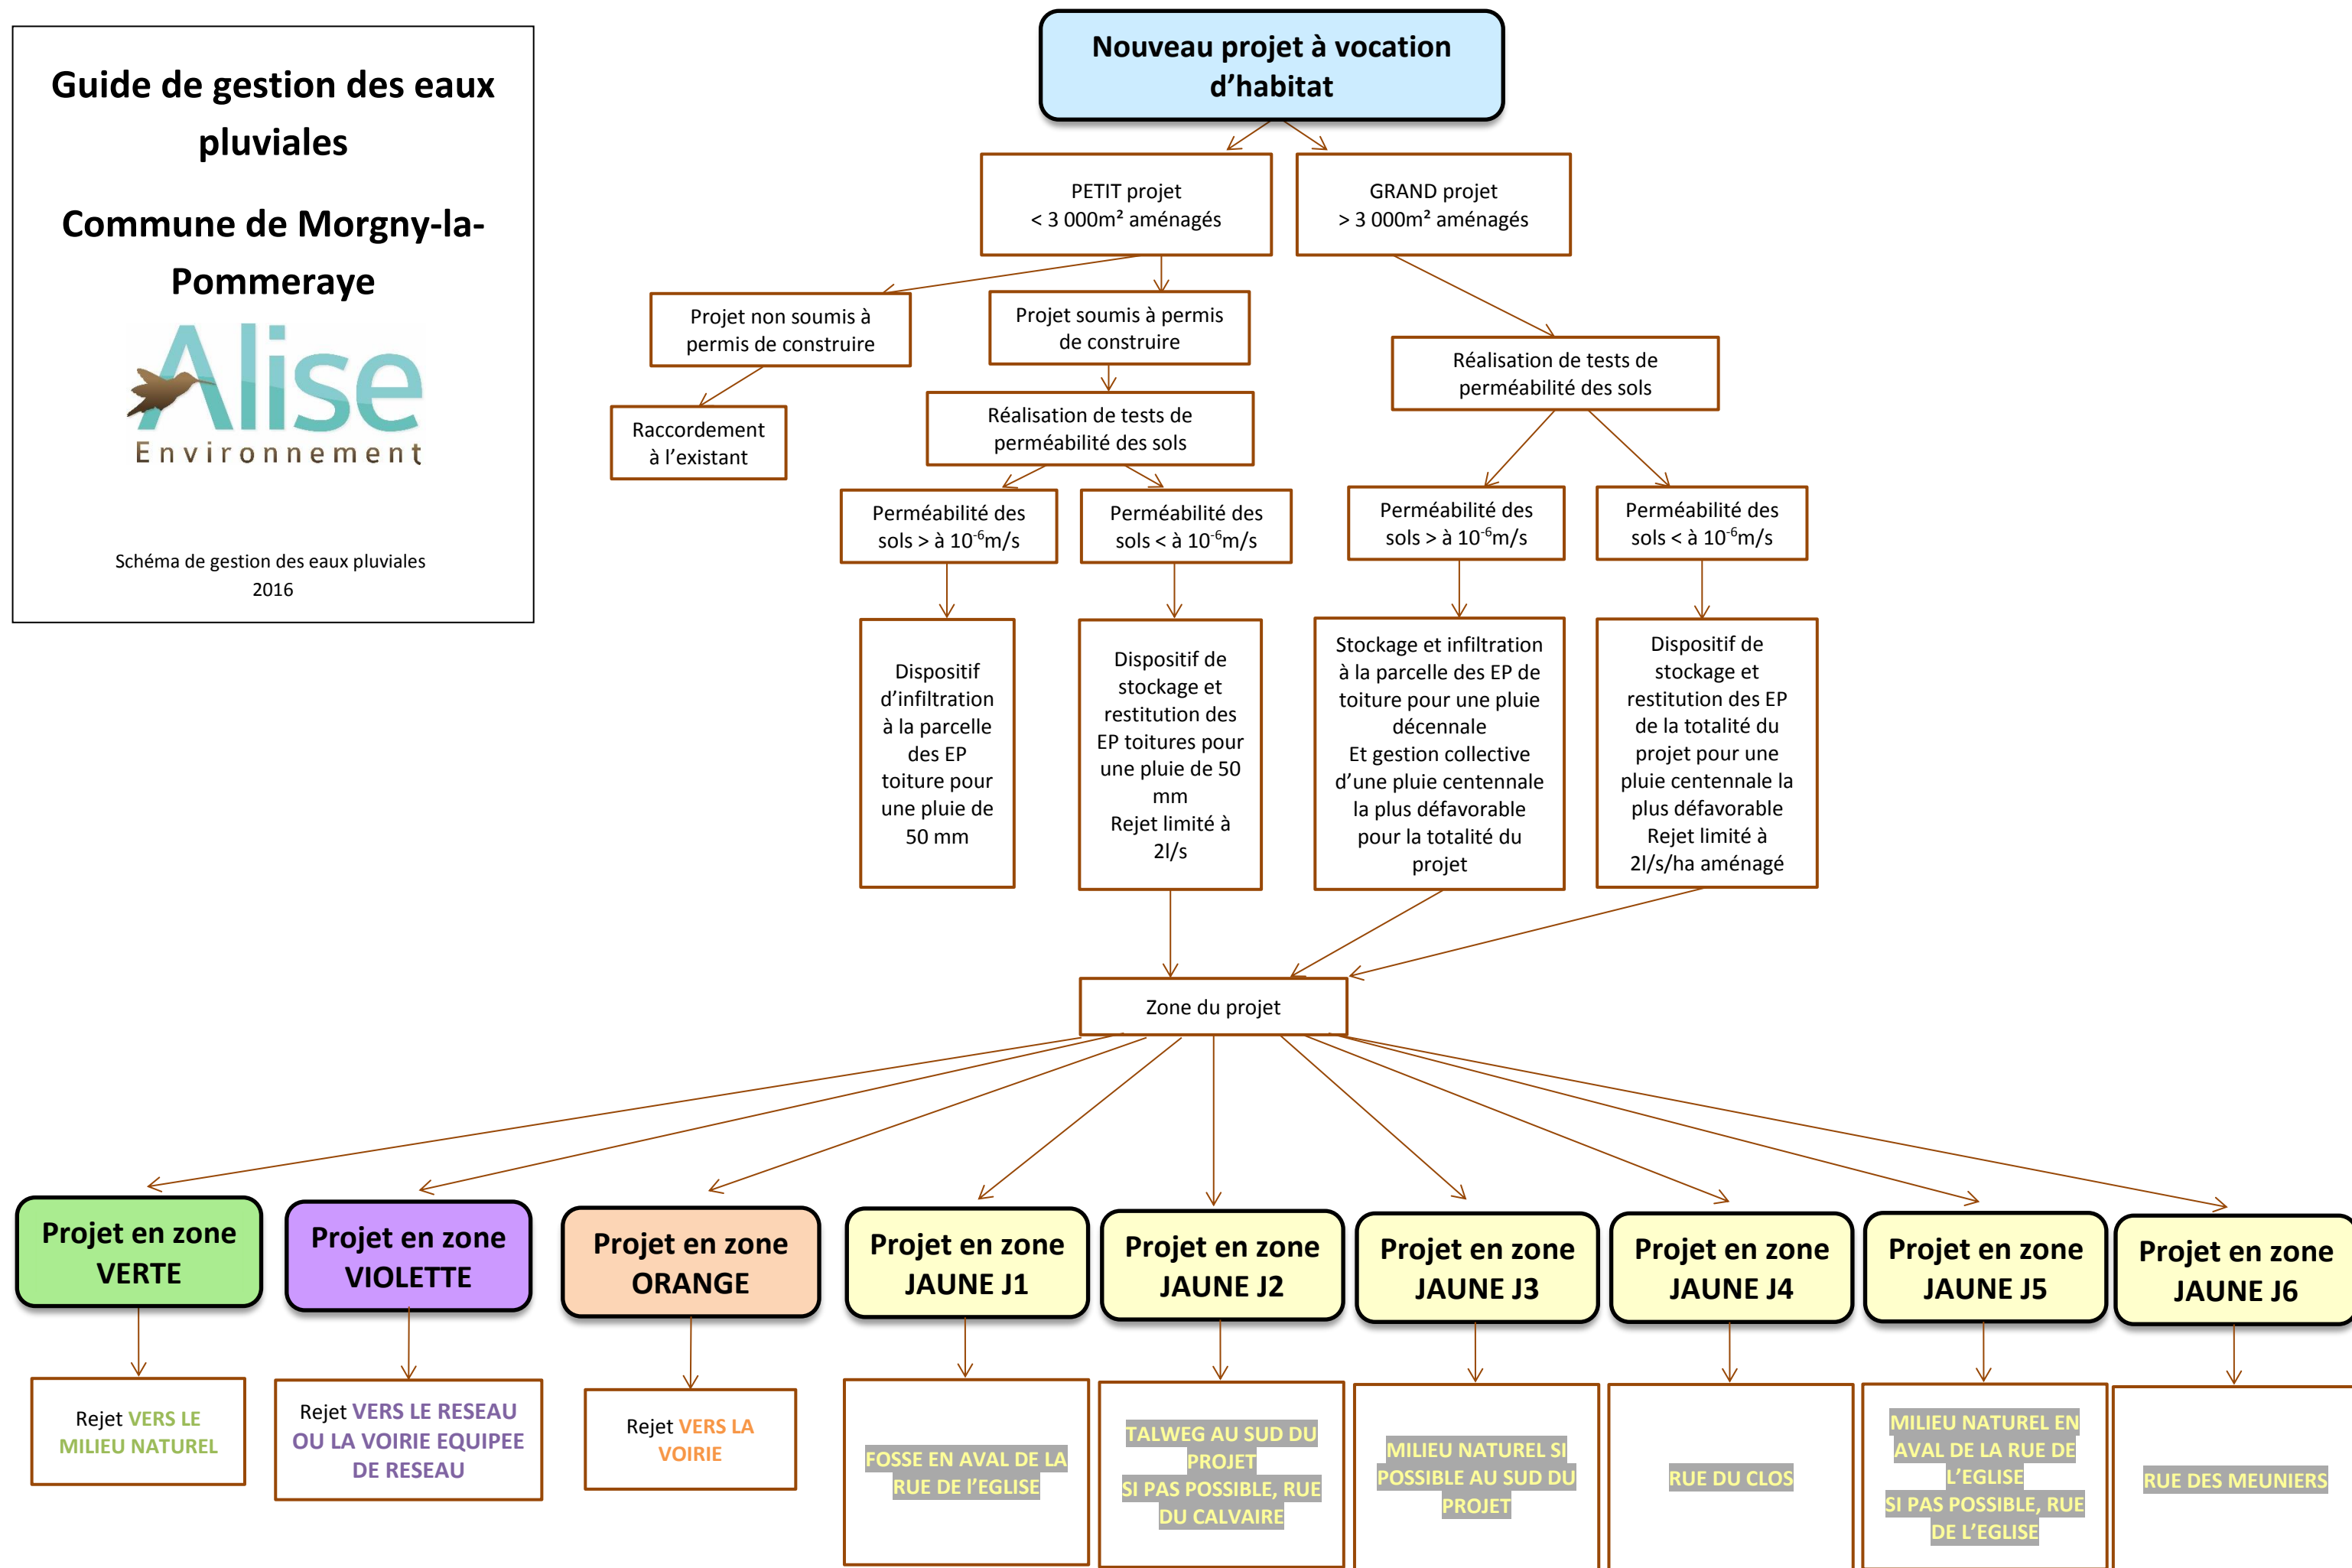 Guide de gestion des eaux
pluviales
Commune de Morgny-la-
Pommeraye
Alise
Environnement
Schéma de gestion des eaux pluviales
2016
Nouveau projet à vocation
d’habitat
PETIT projet
< 3 000m² aménagés
GRAND projet
> 3 000m² aménagés
Projet non soumis à
permis de construire
Projet soumis à permis
de construire
Réalisation de tests de
perméabilité des sols
Raccordement
à l’existant
Réalisation de tests de
perméabilité des sols
Perméabilité des
sols > à 10⁻⁶m/s
Perméabilité des
sols < à 10⁻⁶m/s
Perméabilité des
sols > à 10⁻⁶m/s
Perméabilité des
sols < à 10⁻⁶m/s
Dispositif
d’infiltration
à la parcelle
des EP
toiture pour
une pluie de
50 mm
Dispositif de
stockage et
restitution des
EP toitures pour
une pluie de 50
mm
Rejet limité à
2l/s
Stockage et infiltration
à la parcelle des EP de
toiture pour une pluie
décennale
Et gestion collective
d’une pluie centennale
la plus défavorable
pour la totalité du
projet
Dispositif de
stockage et
restitution des EP
de la totalité du
projet pour une
pluie centennale la
plus défavorable
Rejet limité à
2l/s/ha aménagé
Zone du projet
Projet en zone
VERTE
Projet en zone
VIOLETTE
Projet en zone
ORANGE
Projet en zone
JAUNE J1
Projet en zone
JAUNE J2
Projet en zone
JAUNE J3
Projet en zone
JAUNE J4
Projet en zone
JAUNE J5
Projet en zone
JAUNE J6
Rejet VERS LE
MILIEU NATUREL
Rejet VERS LE RESEAU
OU LA VOIRIE EQUIPEE
DE RESEAU
Rejet VERS LA
VOIRIE
FOSSE EN AVAL DE LA
RUE DE l’EGLISE
TALWEG AU SUD DU
PROJET
SI PAS POSSIBLE, RUE
DU CALVAIRE
MILIEU NATUREL SI
POSSIBLE AU SUD DU
PROJET
RUE DU CLOS
MILIEU NATUREL EN
AVAL DE LA RUE DE
L’EGLISE
SI PAS POSSIBLE, RUE
DE L’EGLISE
RUE DES MEUNIERS